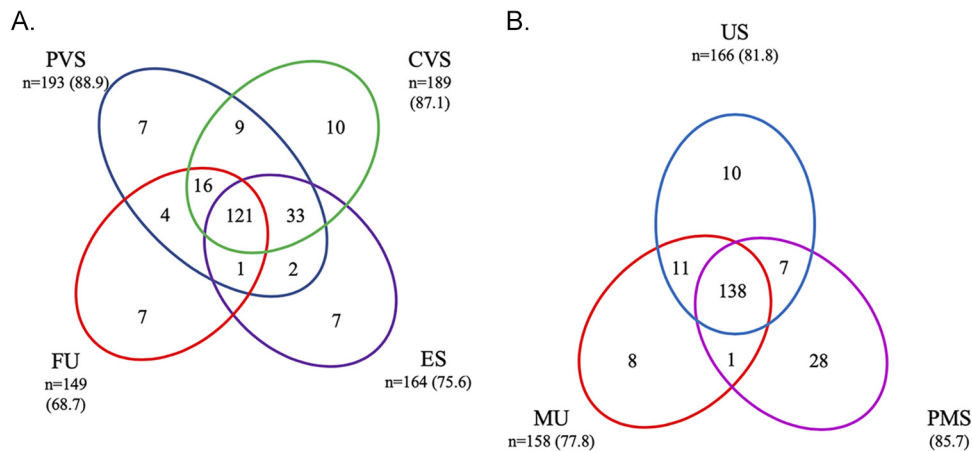 A.
PVS
n=193 (88.9)
CVS
n=189
(87.1)
7
9
10
16
4
121
33
1
2
7
7
FU
n=149
(68.7)
ES
n=164 (75.6)
B.
US
n=166 (81.8)
10
11
7
138
8
1
28
MU
n=158 (77.8)
PMS
(85.7)